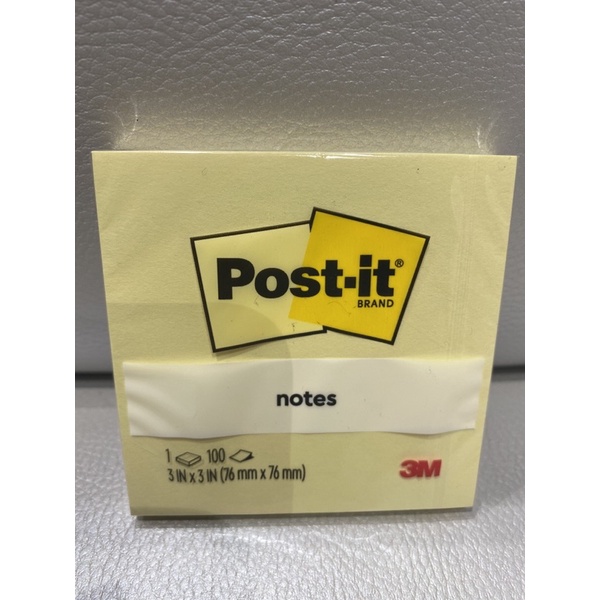 Post-it®
BRAND
notes
1 100
3 IN x 3 IN (76 mm x 76 mm)
3M